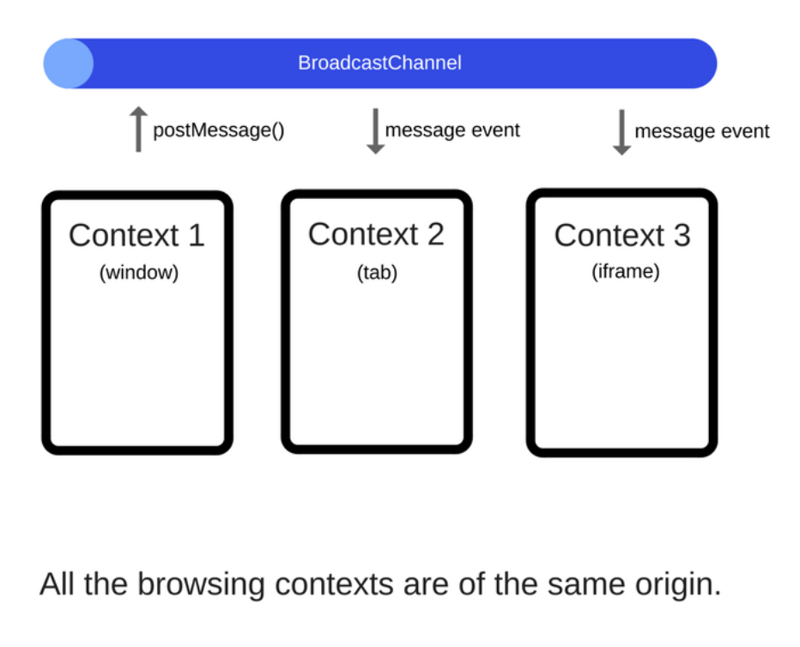 BroadcastChannel
postMessage()
message event
message event
Context 1
(window)
Context 2
(tab)
Context 3
(iframe)
All the browsing contexts are of the same origin.